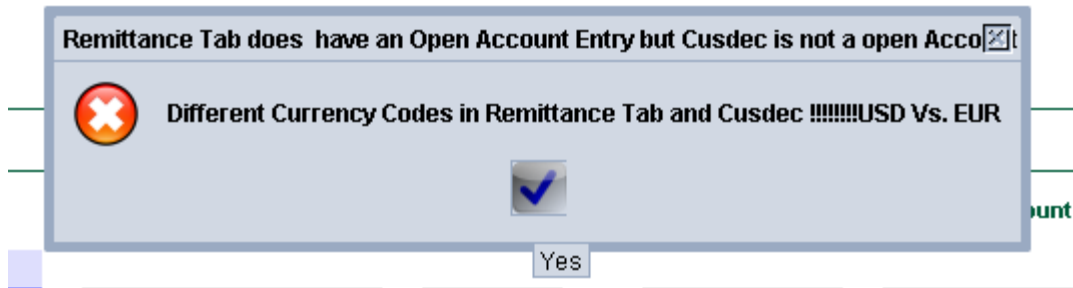 Remittance Tab does  have an Open Account Entry but Cusdec is not a open Acco t
Different Currency Codes in Remittance Tab and Cusdec !!!!!!!!!USD Vs. EUR
ount
Yes